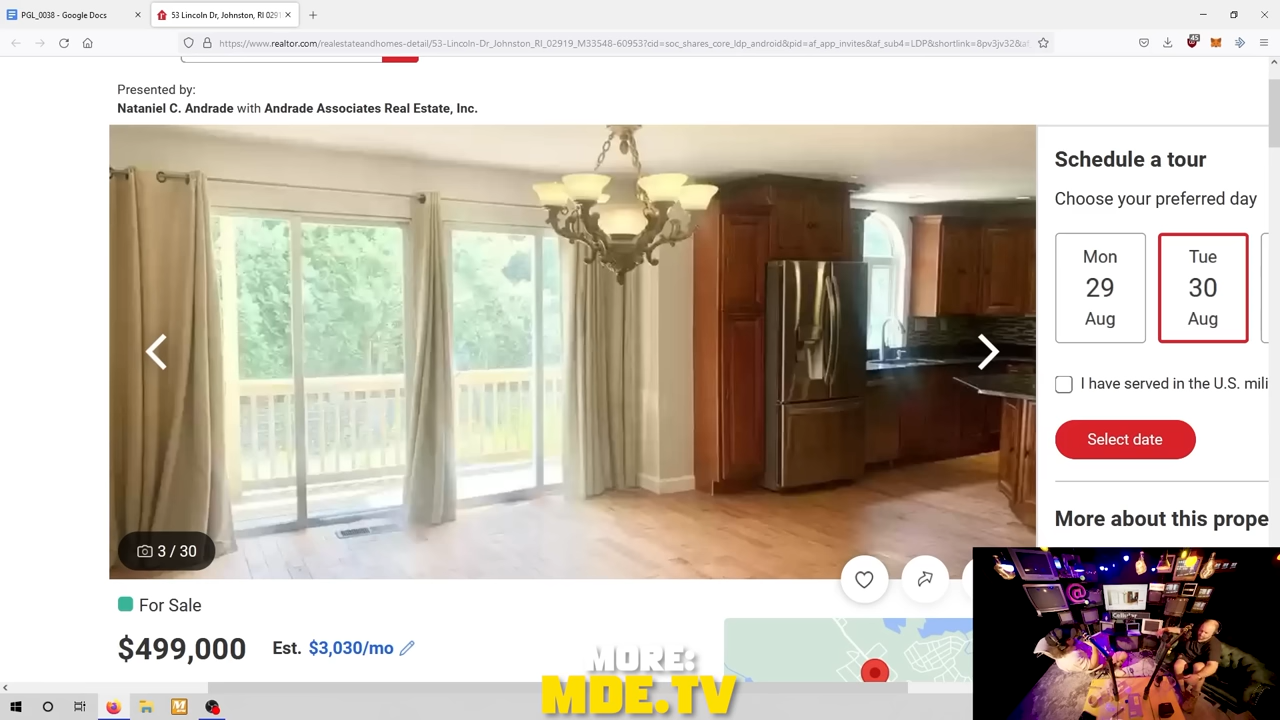 PGL_0038 - Google Docs
53 Lincoln Dr, Johnston, RI 0291
https://www.realtor.com/realestateandhomes-detail/53-Lincoln-Dr_Johnston_RI_02919_M33548-60953?cid=soc_shares_core_ldp_android&pid=af_app_invites&af_sub4=LDP&shortlink=8pv3jv32&af
45
Presented by:
Nataniel C. Andrade with Andrade Associates Real Estate, Inc.
Schedule a tour
Choose your preferred day
Mon
29
Aug
Tue
30
Aug
I have served in the U.S. mili
Select date
More about this prope
3 / 30
For Sale
$499,000
Est. $3,030/mo
MORE:
MDE.TV